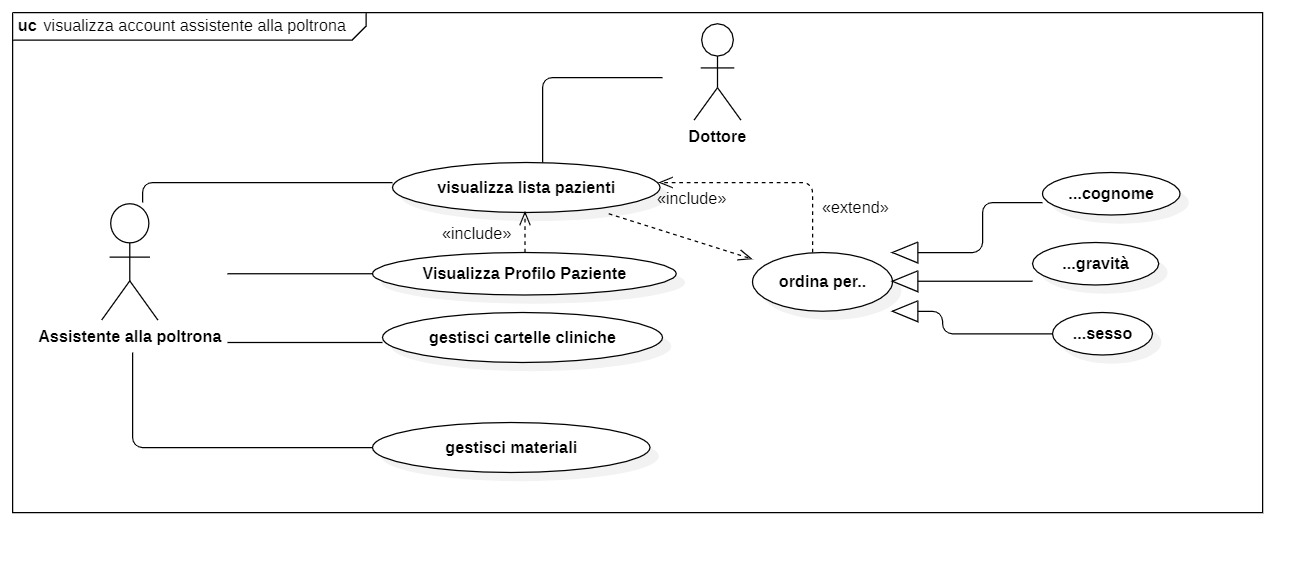 uc visualizza account assistente alla poltrona
Dottore
visualizza lista pazienti
«include»
«extend»
...cognome
«include»
Visualizza Profilo Paziente
ordina per..
...gravità
Assistente alla poltrona
gestisci cartelle cliniche
...sesso
gestisci materiali